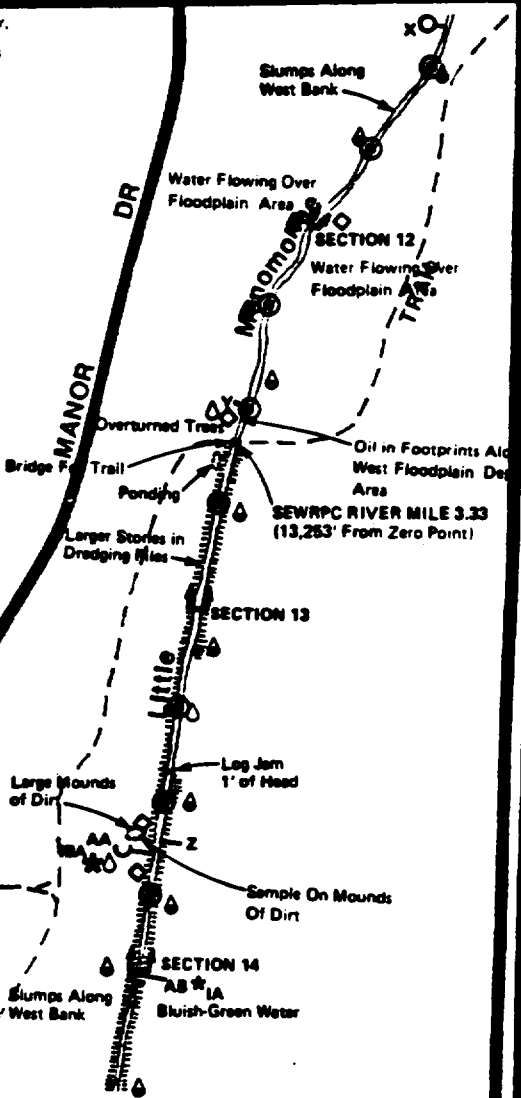 X
Slumps Along
West Bank
DR
Water Flowing Over
Floodplain Area
SECTION 12
Water Flowing Over
Floodplain Area
TRAIL
MANOR
Overturned Trees
Bridge For Trail
Oil in Footprints Alo
West Floodplain Dep
Area
Ponding
SEWRPC RIVER MILE 3.33
(13,253' From Zero Point)
Larger Stones in
Dredging Piles
SECTION 13
Little
Log Jam
1' of Head
Large Mounds
of Dirt
AA
Z
Sample On Mounds
Of Dirt
SECTION 14
AB
IA
Slumps Along
West Bank
Bluish-Green Water